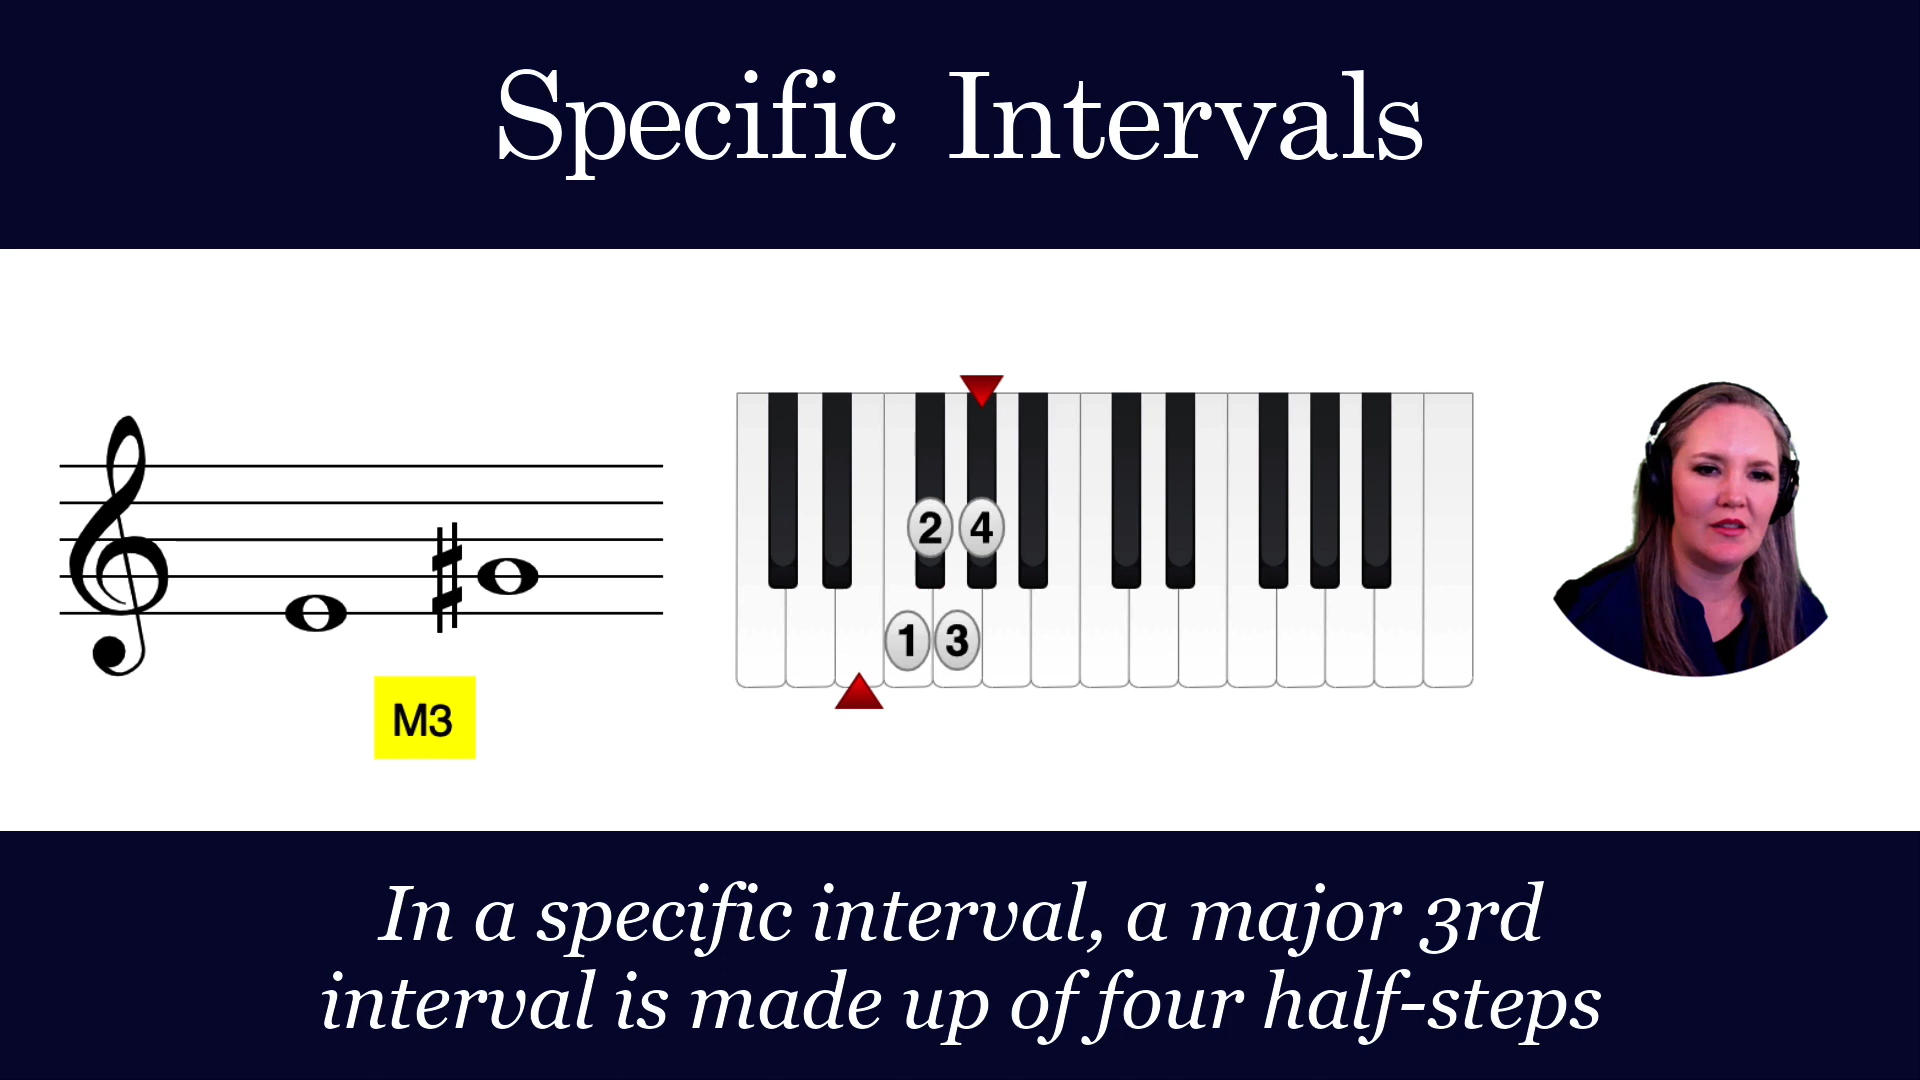 Specific Intervals
2 4
1 3
M3
In a specific interval, a major 3rd
interval is made up of four half-steps